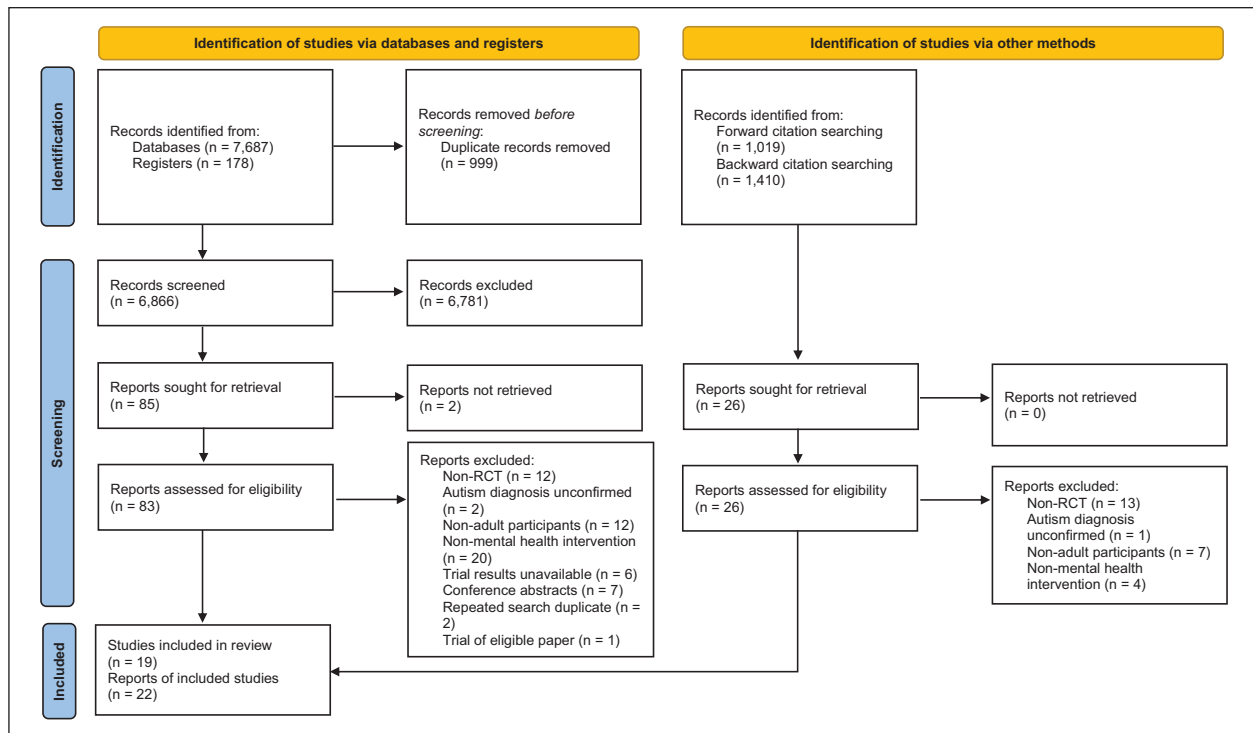 Identification of studies via databases and registers
Identification of studies via other methods
Identification
Records identified from:
Databases (n = 7,687)
Registers (n = 178)
Records removed before
screening:
Duplicate records removed
(n = 999)
Records identified from:
Forward citation searching
(n = 1,019)
Backward citation searching
(n = 1,410)
Screening
Records screened
(n = 6,866)
Records excluded
(n = 6,781)
Reports sought for retrieval
(n = 85)
Reports not retrieved
(n = 2)
Reports sought for retrieval
(n = 26)
Reports not retrieved
(n = 0)
Reports assessed for eligibility
(n = 83)
Reports excluded:
Non-RCT (n = 12)
Autism diagnosis unconfirmed
(n = 2)
Non-adult participants (n = 12)
Non-mental health intervention
(n = 20)
Trial results unavailable (n = 6)
Conference abstracts (n = 7)
Repeated search duplicate (n =
2)
Trial of eligible paper (n = 1)
Reports assessed for eligibility
(n = 26)
Reports excluded:
Non-RCT (n = 13)
Autism diagnosis
unconfirmed (n = 1)
Non-adult participants (n = 7)
Non-mental health
intervention (n = 4)
Included
Studies included in review
(n = 19)
Reports of included studies
(n = 22)